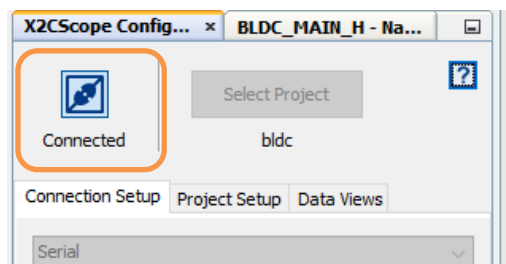 X2CScope Config... × BLDC_MAIN_H - Na...
Select Project
?
Connected
bldc
Connection Setup Project Setup Data Views
Serial